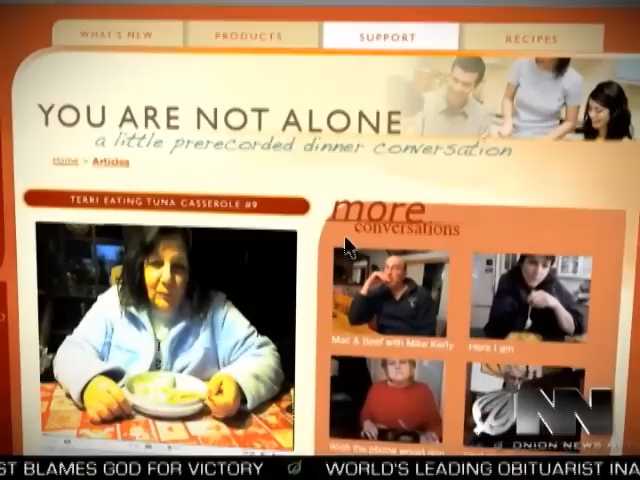 WHAT'S NEW
PRODUCTS
SUPPORT
RECIPES
YOU ARE NOT ALONE
a little prerecorded dinner conversation
Home > Articles
TERRI EATING TUNA CASSEROLE #9
more
conversations
Mac & Beef with Mike Kerty
Here I am
NN
ONION NEWS
ST BLAMES GOD FOR VICTORY
WORLD'S LEADING OBITUARIST INA